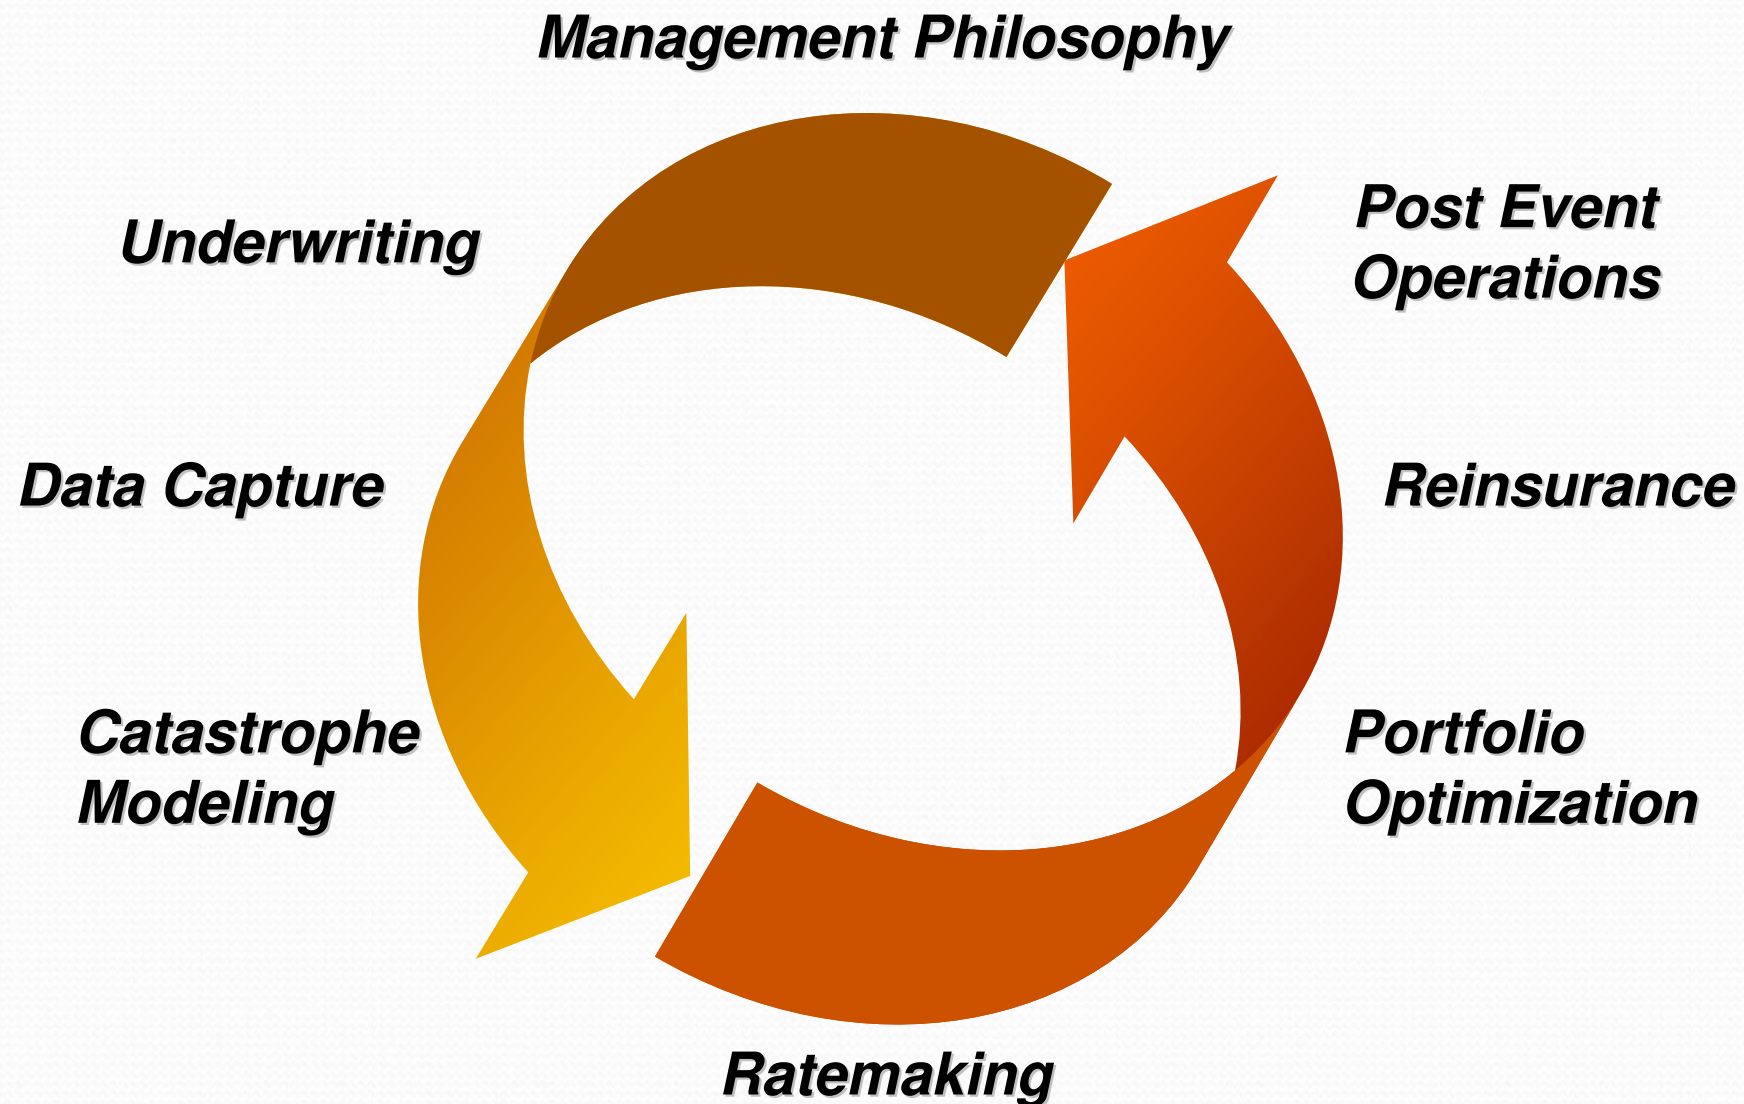 Management Philosophy
Underwriting
Post Event
Operations
Data Capture
Reinsurance
Catastrophe
Modeling
Portfolio
Optimization
Ratemaking